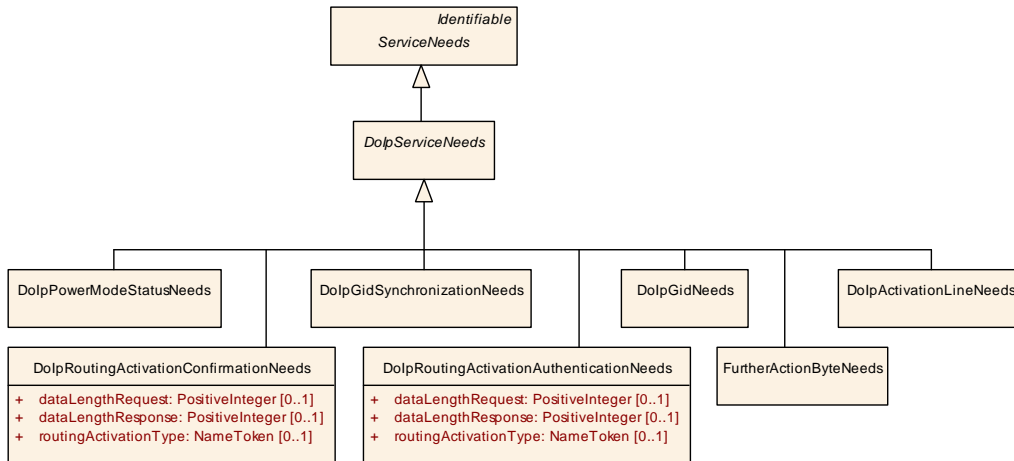 Identifiable
ServiceNeeds
DoIpServiceNeeds
DoIpPowerModeStatusNeeds
DoIpGidSynchronizationNeeds
DoIpGidNeeds
DoIpActivationLineNeeds
DoIpRoutingActivationConfirmationNeeds
+ dataLengthRequest: PositiveInteger [0..1]
+ dataLengthResponse: PositiveInteger [0..1]
+ routingActivationType: NameToken [0..1]
DoIpRoutingActivationAuthenticationNeeds
+ dataLengthRequest: PositiveInteger [0..1]
+ dataLengthResponse: PositiveInteger [0..1]
+ routingActivationType: NameToken [0..1]
FurtherActionByteNeeds